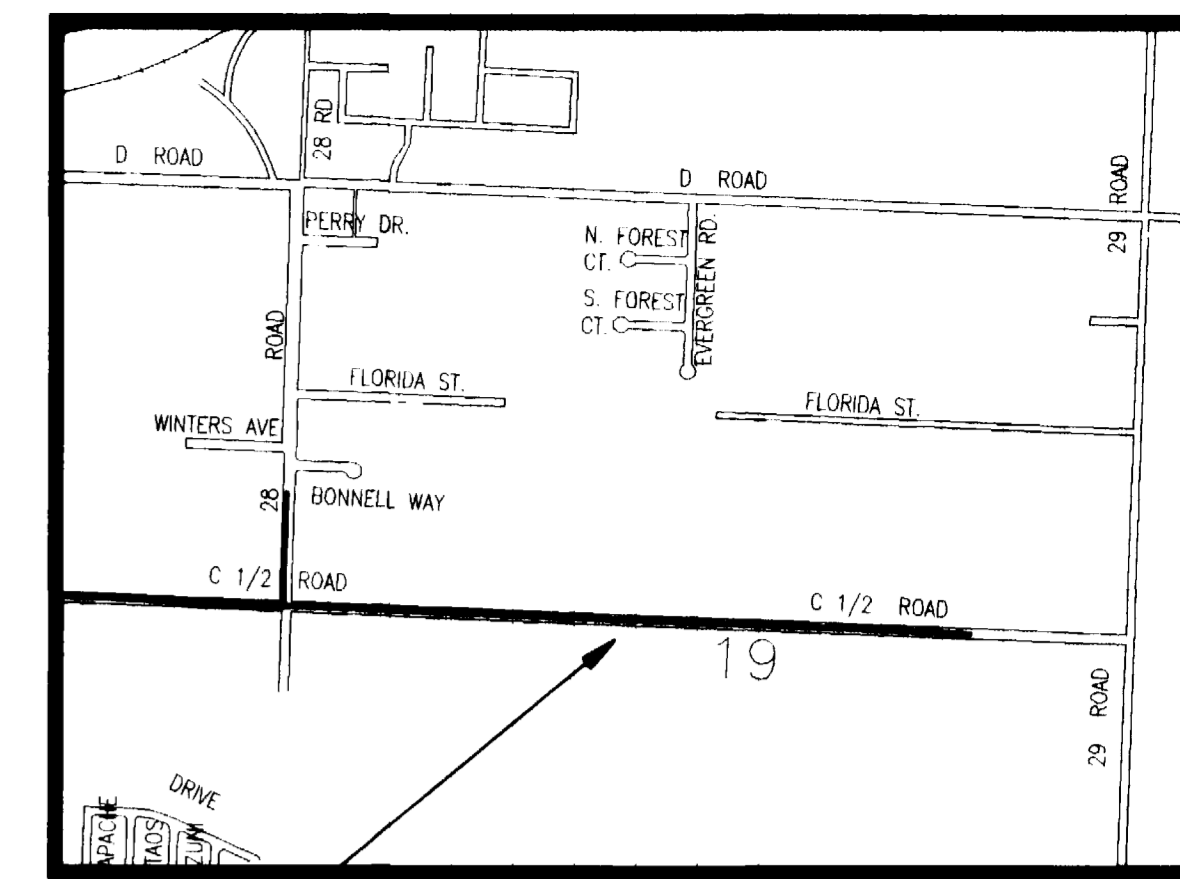 28 RD
D ROAD
D ROAD
29 ROAD
PERRY DR.
N. FOREST
CT.
S. FOREST
CT.
EVERGREEN RD.
28 ROAD
FLORIDA ST.
FLORIDA ST.
WINTERS AVE
BONNELL WAY
C 1/2 ROAD
C 1/2 ROAD
19
29 ROAD
DRIVE
APACHE
TAOS
ZUNI